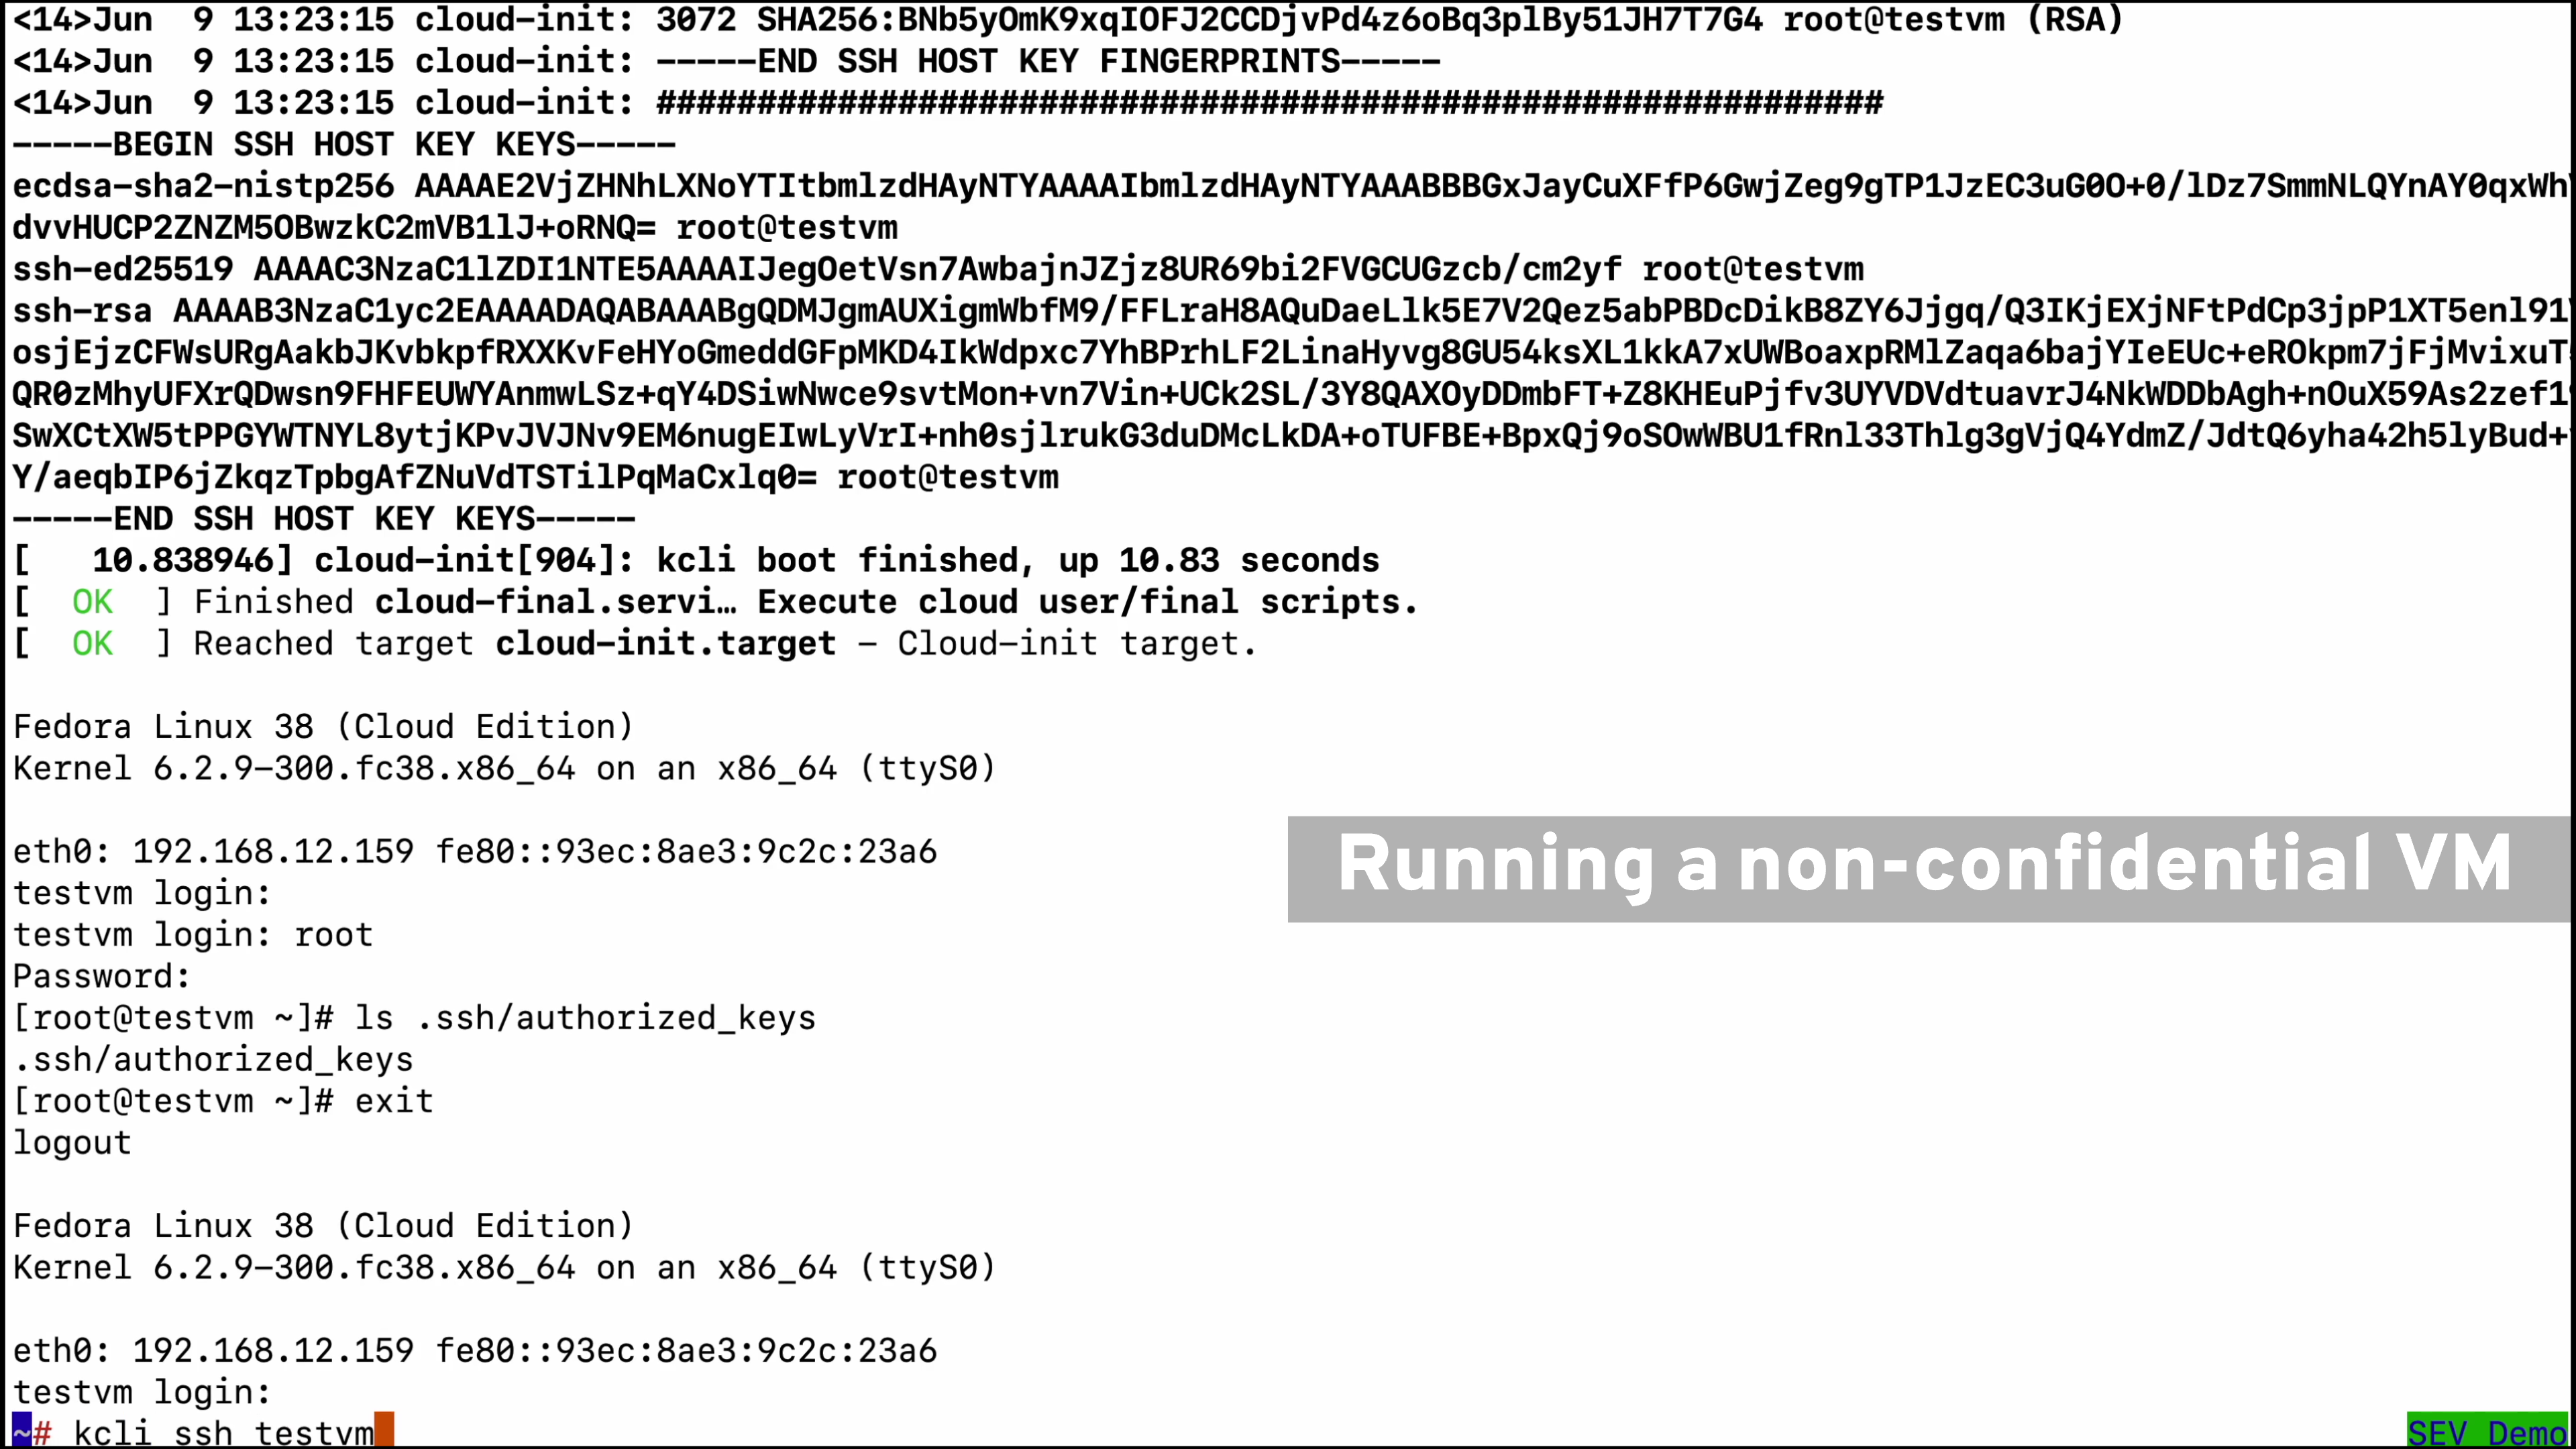 <14>Jun  9 13:23:15 cloud-init: 3072 SHA256:BNb5yOmK9xqIOFJ2CCDjvPd4z6oBq3plBy51JH7T7G4 root@testvm (RSA)
<14>Jun  9 13:23:15 cloud-init: -----END SSH HOST KEY FINGERPRINTS-----
<14>Jun  9 13:23:15 cloud-init: #############################################################
-----BEGIN SSH HOST KEY KEYS-----
ecdsa-sha2-nistp256 AAAAE2VjZHNhLXNoYTItbmlzdHAyNTYAAAAIbmlzdHAyNTYAAABBBGxJayCuXFfP6GwjZeg9gTP1JzEC3uG0O+0/lDz7SmmNLQYnAY0qxWh
dvvHUCP2ZNZM5OBwzkC2mVB1lJ+oRNQ= root@testvm
ssh-ed25519 AAAAC3NzaC1lZDI1NTE5AAAAIJegOetVsn7AwbajnJZjz8UR69bi2FVGCUGzcb/cm2yf root@testvm
ssh-rsa AAAAB3NzaC1yc2EAAAADAQABAAABgQDMJgmAUXigmWbfM9/FFLraH8AQuDaeLlk5E7V2Qez5abPBDcDikB8ZY6Jjgq/Q3IKjEXjNFtPdCp3jpP1XT5enl91
osjEjzCFWsURgAakbJKvbkpfRXXKvFeHYoGmeddGFpMKD4IkWdpxc7YhBPrhLF2LinaHyvg8GU54ksXL1kkA7xUWBoaxpRMlZaqa6bajYIeEUc+eROkpm7jFjMvixuT
QR0zMhyUFXrQDwsn9FHFEUWYAnmwLSz+qY4DSiwNwce9svtMon+vn7Vin+UCk2SL/3Y8QAXOyDDmbFT+Z8KHEuPjfv3UYVDVdtuavrJ4NkWDDbAgh+nOuX59As2zef1
SwXCtXW5tPPGYWTNYL8ytjKPvJVJNv9EM6nugEIwLyVrI+nh0sjlrukG3duDMcLkDA+oTUFBE+BpxQj9oSOwWBU1fRnl33Thlg3gVjQ4YdmZ/JdtQ6yha42h5lyBud+
Y/aeqbIP6jZkqzTpbgAfZNuVdTSTilPqMaCxlq0= root@testvm
-----END SSH HOST KEY KEYS-----
[   10.838946] cloud-init[904]: kcli boot finished, up 10.83 seconds
[  OK  ] Finished cloud-final.servi… Execute cloud user/final scripts.
[  OK  ] Reached target cloud-init.target – Cloud-init target.
Fedora Linux 38 (Cloud Edition)
Kernel 6.2.9-300.fc38.x86_64 on an x86_64 (ttyS0)
eth0: 192.168.12.159 fe80::93ec:8ae3:9c2c:23a6
Running a non-confidential VM
testvm login:
testvm login: root
Password:
[root@testvm ~]# ls .ssh/authorized_keys
.ssh/authorized_keys
[root@testvm ~]# exit
logout
Fedora Linux 38 (Cloud Edition)
Kernel 6.2.9-300.fc38.x86_64 on an x86_64 (ttyS0)
eth0: 192.168.12.159 fe80::93ec:8ae3:9c2c:23a6
testvm login:
~# kcli ssh testvm
SEV Demo